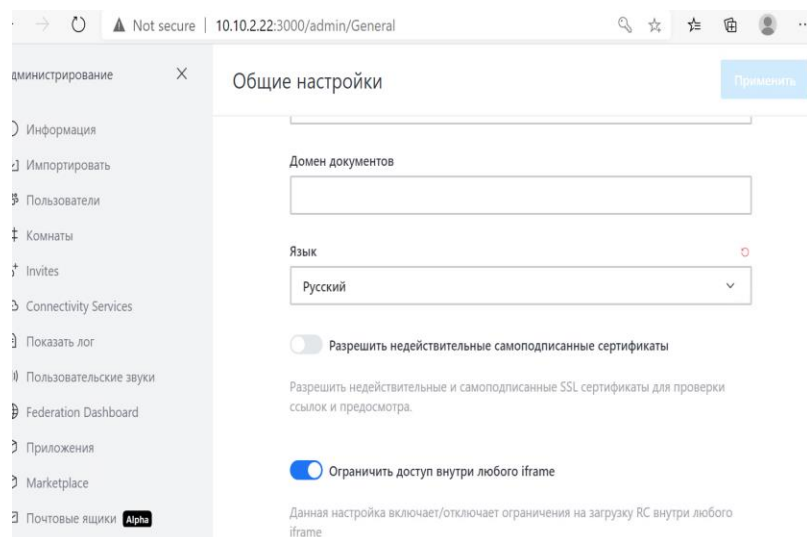 Not secure | 10.10.2.22:3000/admin/General
дминистрирование
Информация
Импортировать
Пользователи
Комнаты
Invites
Connectivity Services
Показать лог
Пользовательские звуки
Federation Dashboard
Приложения
Marketplace
Почтовые ящики Alpha
Общие настройки
Применить
Домен документов
Язык
Русский
Разрешить недействительные самоподписанные сертификаты
Разрешить недействительные и самоподписанные SSL сертификаты для проверки
ссылок и предосмотра.
Ограничить доступ внутри любого iframe
Данная настройка включает/отключает ограничения на загрузку RC внутри любого
iframe